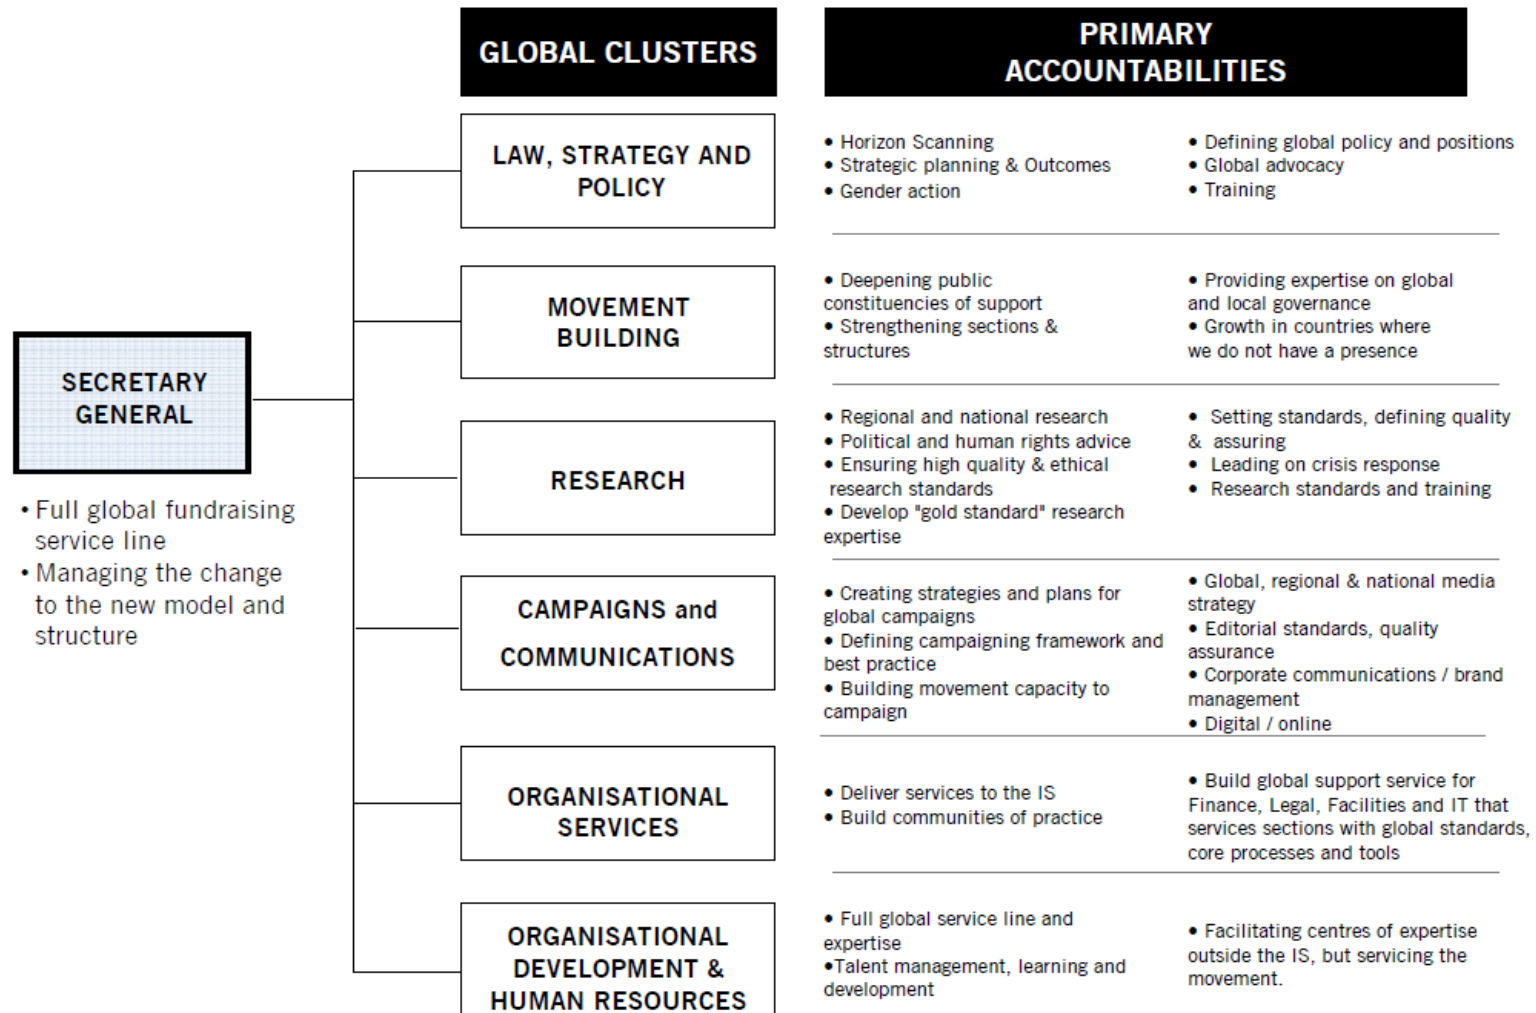 GLOBAL CLUSTERS
PRIMARY
ACCOUNTABILITIES
SECRETARY
GENERAL
• Full global fundraising
service line
• Managing the change
to the new model and
structure
LAW, STRATEGY AND
POLICY
• Horizon Scanning
• Strategic planning & Outcomes
• Gender action
• Defining global policy and positions
• Global advocacy
• Training
MOVEMENT
BUILDING
• Deepening public
constituencies of support
• Strengthening sections &
structures
• Providing expertise on global
and local governance
• Growth in countries where
we do not have a presence
RESEARCH
• Regional and national research
• Political and human rights advice
• Ensuring high quality & ethical
research standards
• Develop "gold standard" research
expertise
• Setting standards, defining quality
& assuring
• Leading on crisis response
• Research standards and training
CAMPAIGNS and
COMMUNICATIONS
• Creating strategies and plans for
global campaigns
• Defining campaigning framework and
best practice
• Building movement capacity to
campaign
• Global, regional & national media
strategy
• Editorial standards, quality
assurance
• Corporate communications / brand
management
• Digital / online
ORGANISATIONAL
SERVICES
• Deliver services to the IS
• Build communities of practice
• Build global support service for
Finance, Legal, Facilities and IT that
services sections with global standards,
core processes and tools
ORGANISATIONAL
DEVELOPMENT &
HUMAN RESOURCES
• Full global service line and
expertise
•Talent management, learning and
development
• Facilitating centres of expertise
outside the IS, but servicing the
movement.